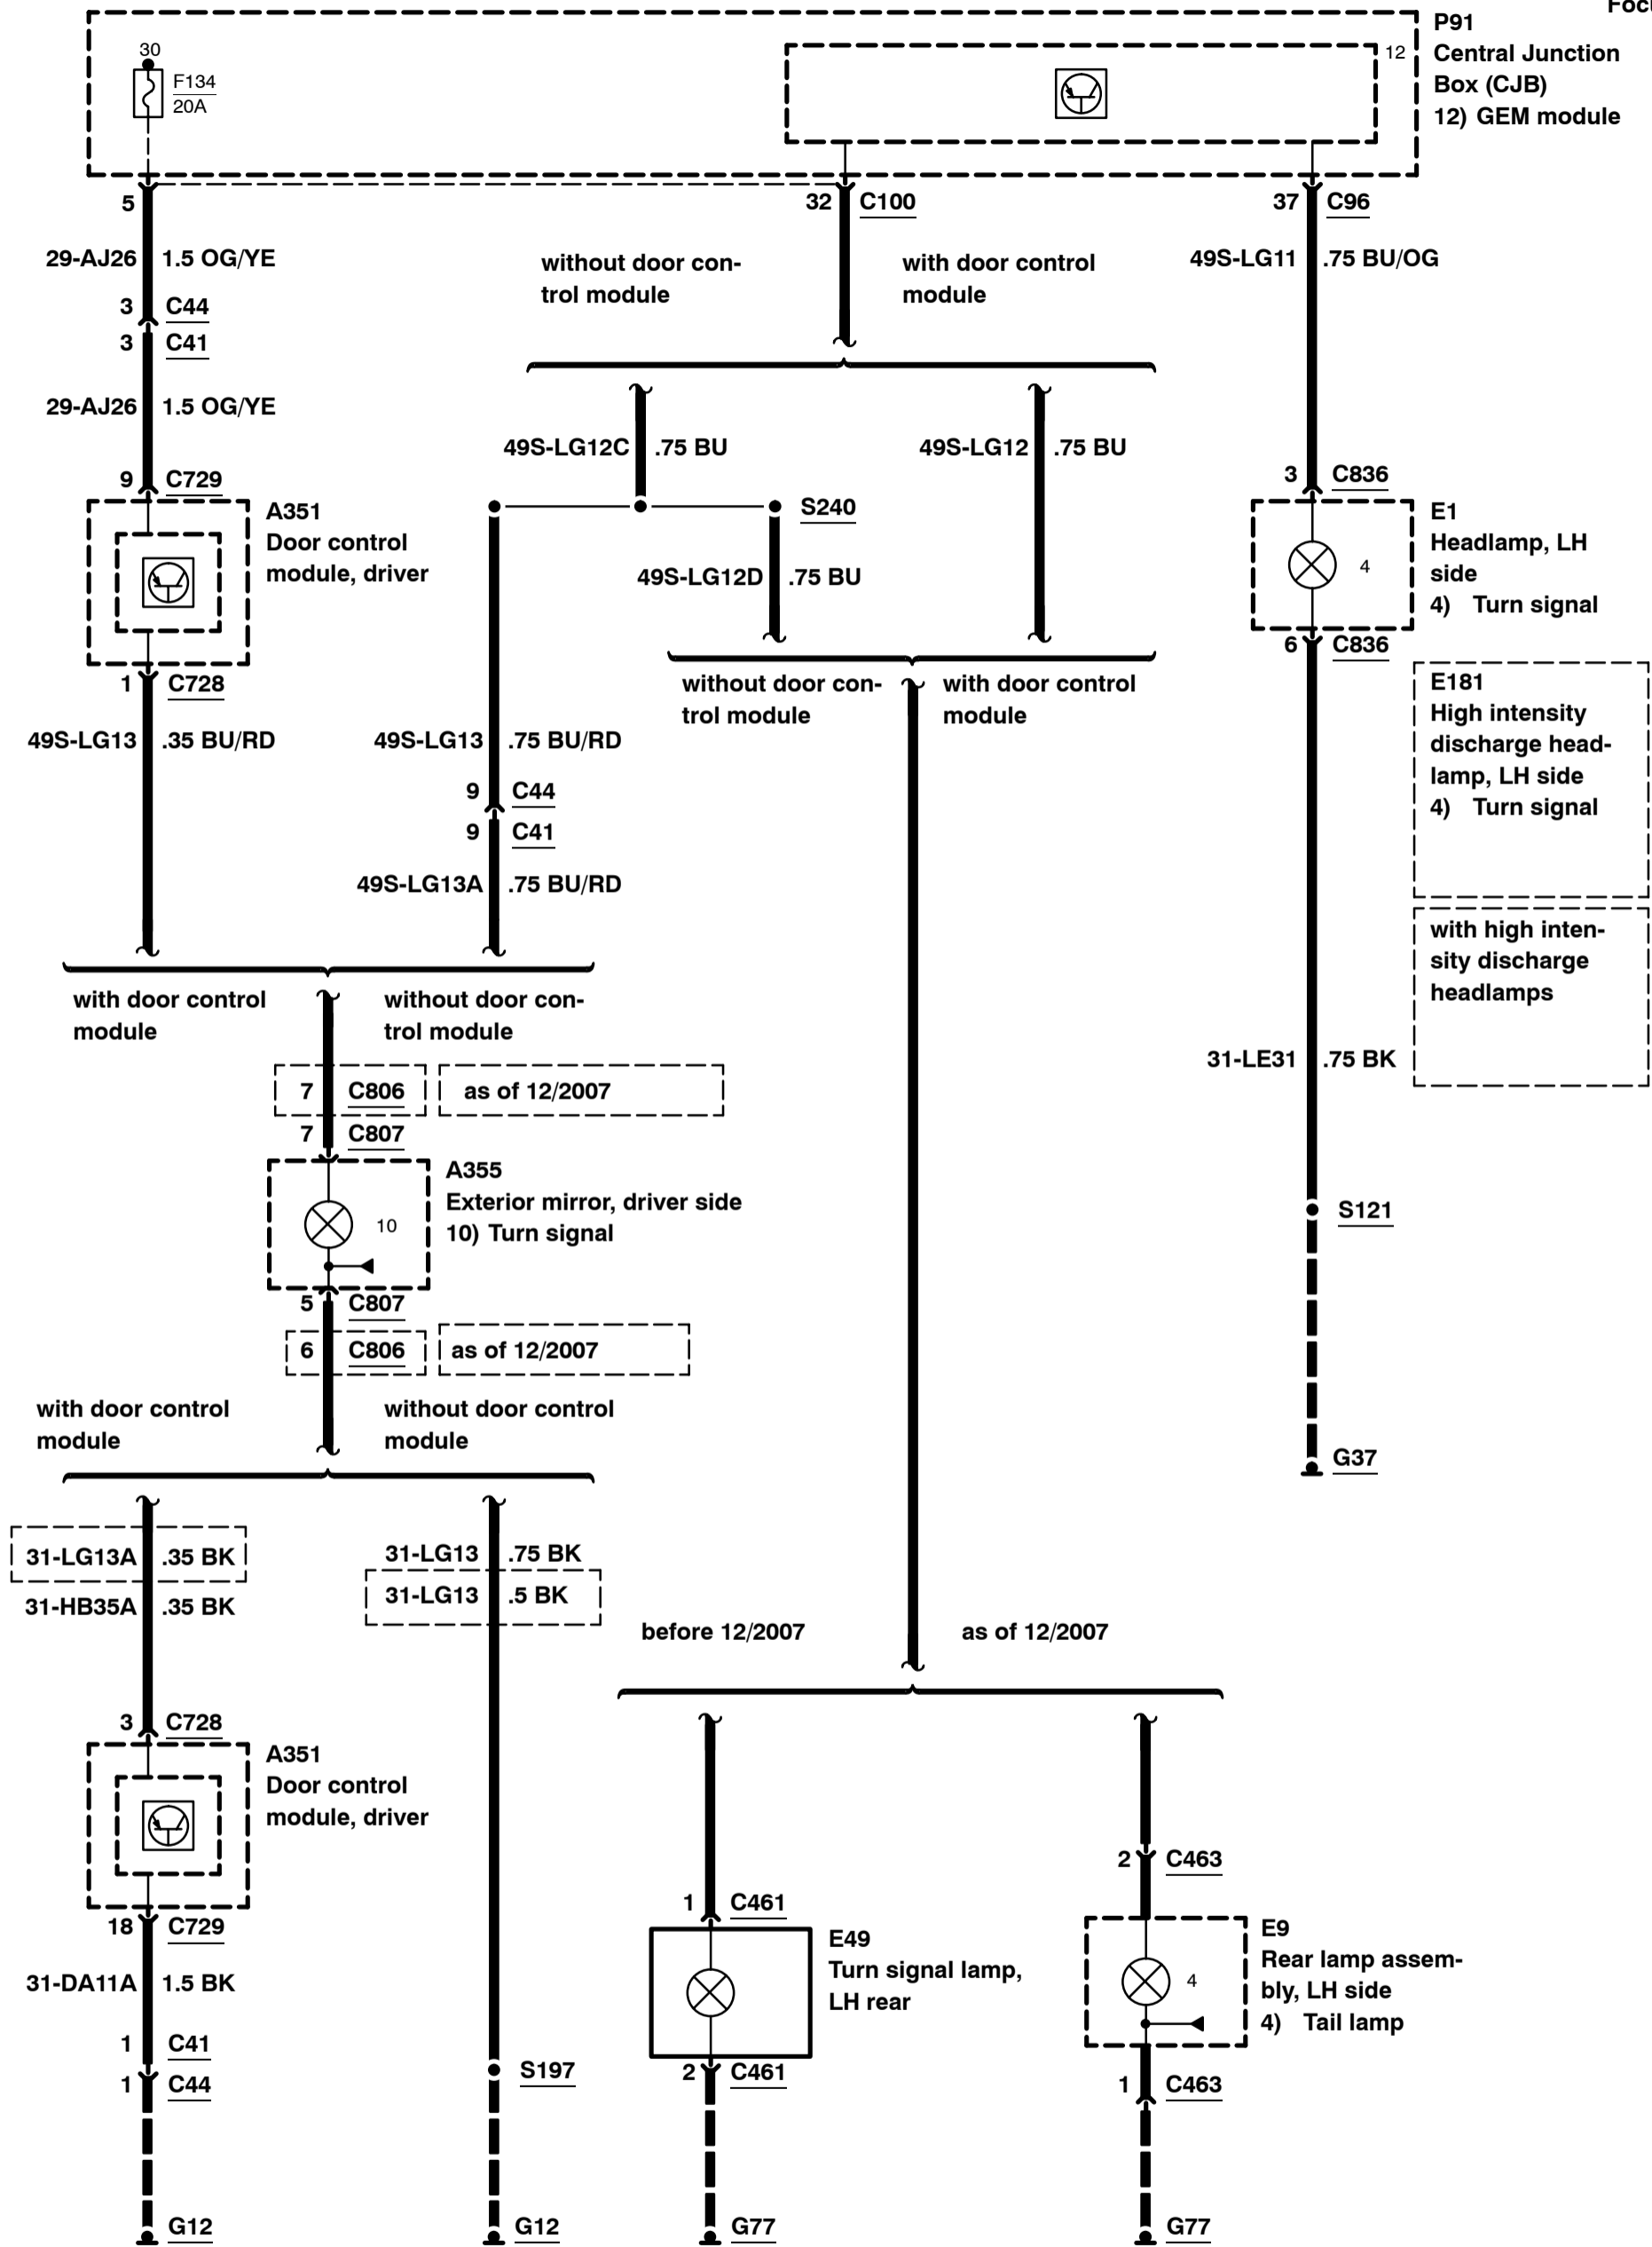 Focu
P91
Central Junction
Box (CJB)
12) GEM module
30
F134
20A
12
5
32 C100
37 C96
29-AJ26 1.5 OG/YE
without door con-
trol module
with door control
module
49S-LG11 .75 BU/OG
3 C44
3 C41
29-AJ26 1.5 OG/YE
49S-LG12C .75 BU
49S-LG12 .75 BU
9 C729
3 C836
A351
Door control
module, driver
S240
49S-LG12D .75 BU
E1
Headlamp, LH
side
4) Turn signal
4
6 C836
1 C728
without door con-
trol module
with door control
module
E181
High intensity
discharge head-
lamp, LH side
4) Turn signal
49S-LG13 .35 BU/RD
49S-LG13 .75 BU/RD
9 C44
9 C41
49S-LG13A .75 BU/RD
with high inten-
sity discharge
headlamps
with door control
module
without door con-
trol module
31-LE31 .75 BK
7 C806 as of 12/2007
7 C807
A355
Exterior mirror, driver side
10) Turn signal
10
S121
5 C807
6 C806 as of 12/2007
with door control
module
without door control
module
G37
31-LG13A .35 BK
31-HB35A .35 BK
31-LG13 .75 BK
31-LG13 .5 BK
before 12/2007
as of 12/2007
3 C728
A351
Door control
module, driver
2 C463
1 C461
18 C729
E49
Turn signal lamp,
LH rear
E9
Rear lamp assem-
bly, LH side
4) Tail lamp
4
31-DA11A 1.5 BK
1 C41
1 C44
S197
2 C461
1 C463
G12
G12
G77
G77